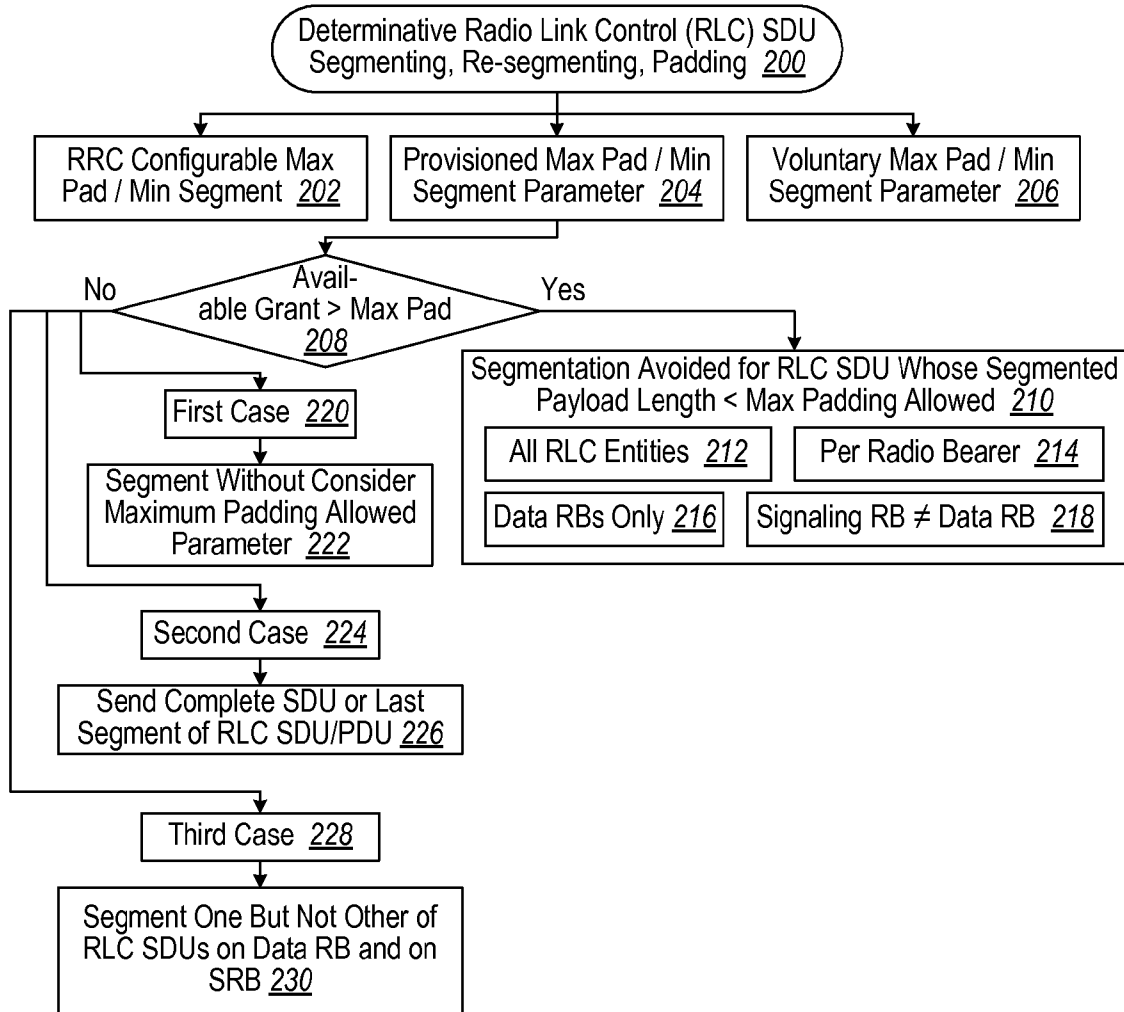 Determinative Radio Link Control (RLC) SDU
Segmenting, Re-segmenting, Padding 200
RRC Configurable Max
Pad / Min Segment 202
Provisioned Max Pad / Min
Segment Parameter 204
Voluntary Max Pad / Min
Segment Parameter 206
No
Avail-
able Grant > Max Pad
208
Yes
Segmentation Avoided for RLC SDU Whose Segmented
Payload Length < Max Padding Allowed 210
All RLC Entities 212
Per Radio Bearer 214
Data RBs Only 216
Signaling RB ≠ Data RB 218
First Case 220
Segment Without Consider
Maximum Padding Allowed
Parameter 222
Second Case 224
Send Complete SDU or Last
Segment of RLC SDU/PDU 226
Third Case 228
Segment One But Not Other of
RLC SDUs on Data RB and on
SRB 230